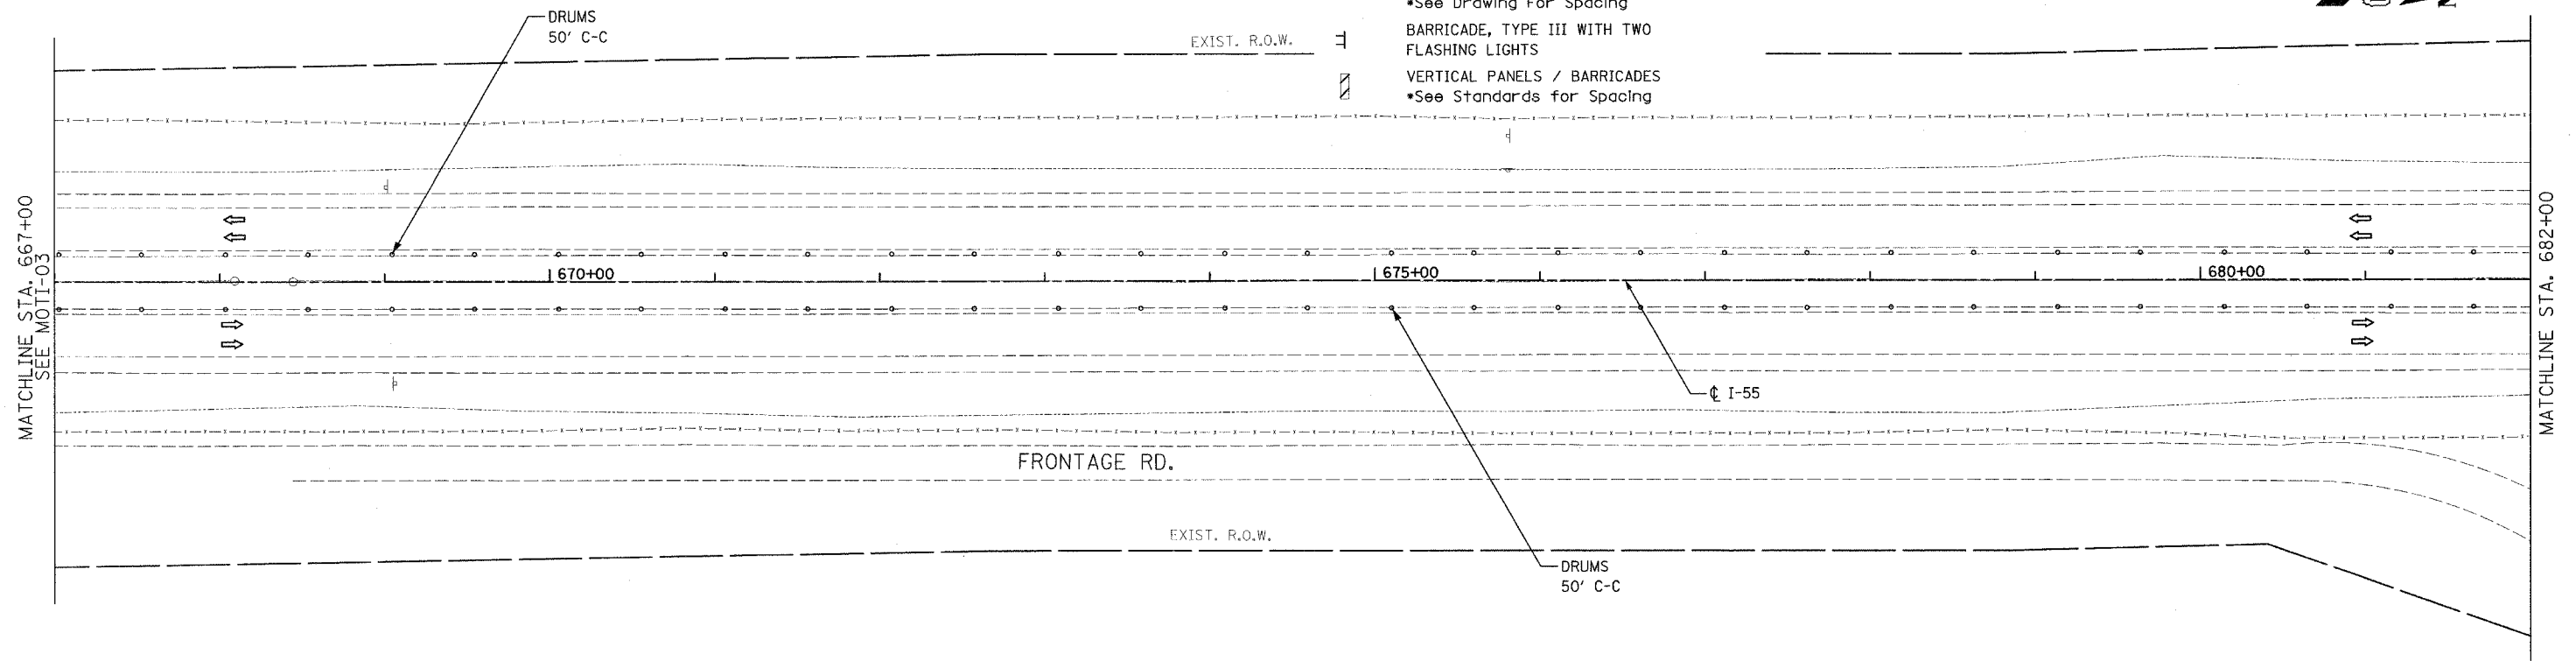 *See Drawing For Spacing
BARRICADE, TYPE III WITH TWO
FLASHING LIGHTS
VERTICAL PANELS / BARRICADES
*See Standards for Spacing
DRUMS
50' C-C
EXIST. R.O.W.
MATCHLINE STA. 667+00
SEE MOTI-03
670+00
675+00
680+00
MATCHLINE STA. 682+00
℄ I-55
FRONTAGE RD.
EXIST. R.O.W.
DRUMS
50' C-C